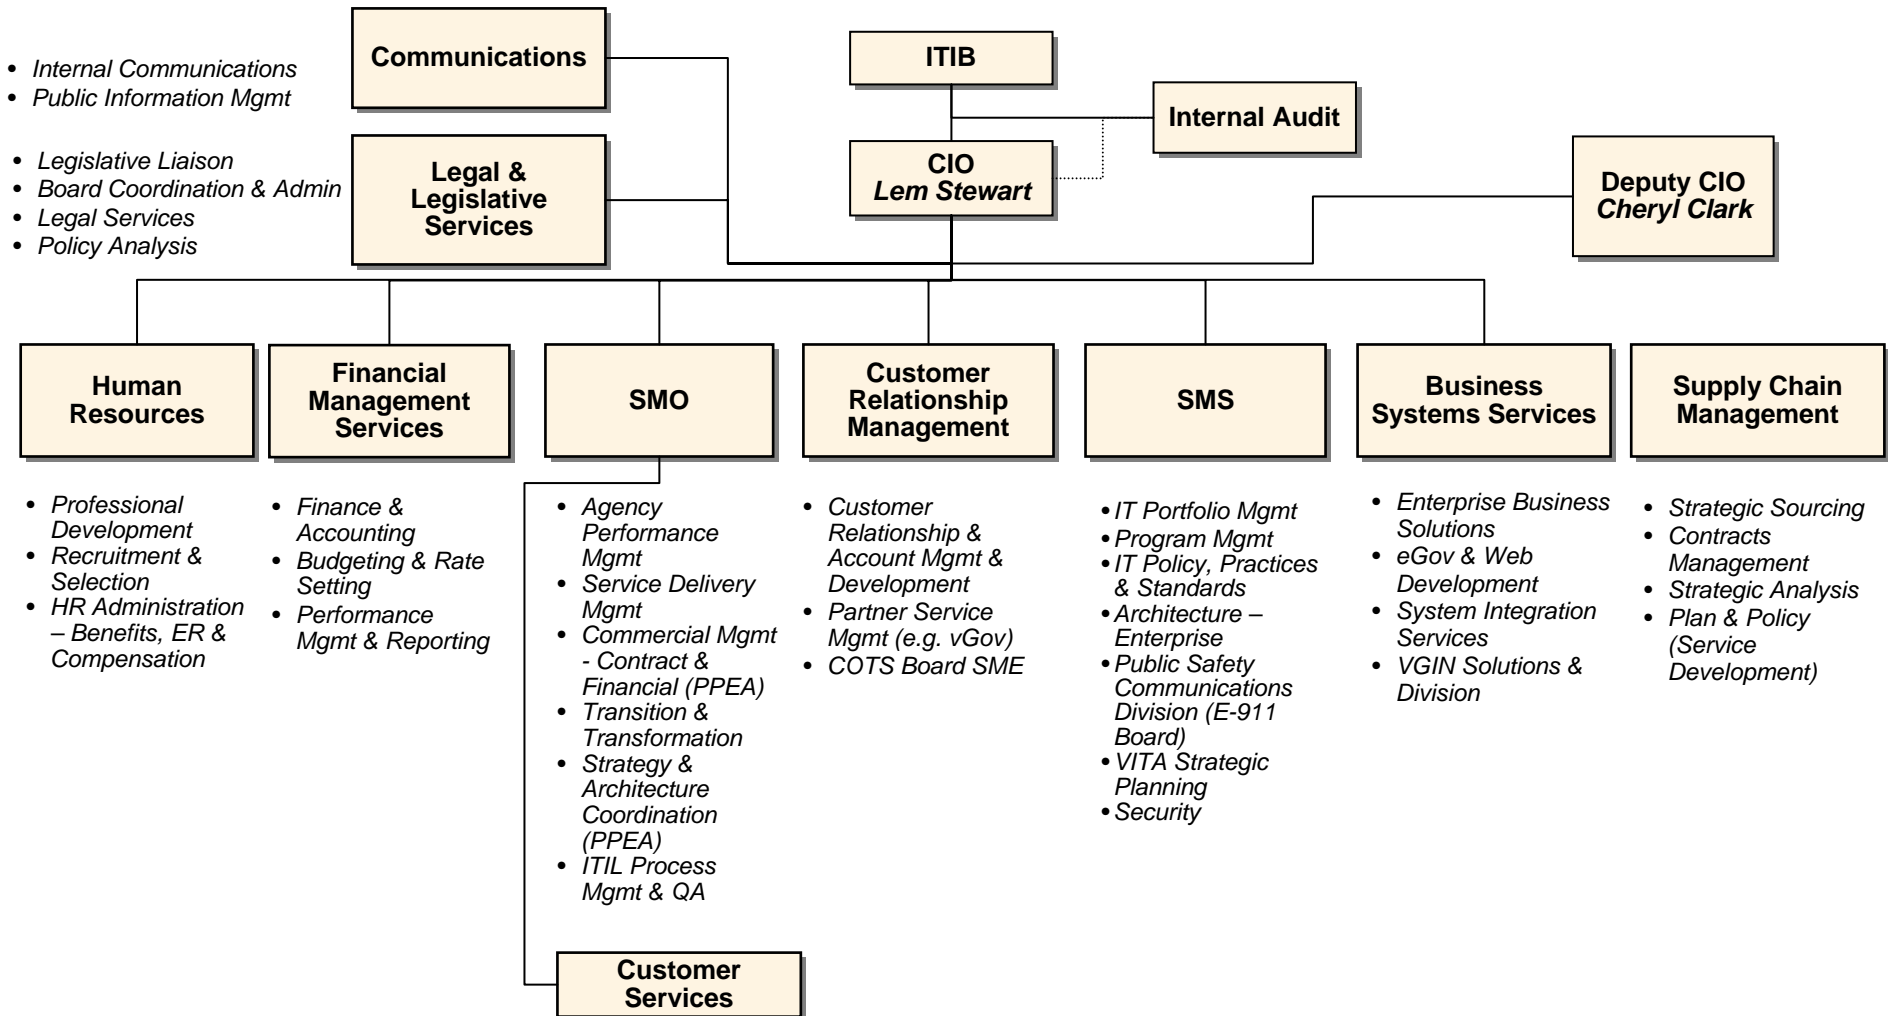 Communications
• Internal Communications
• Public Information Mgmt
ITIB
Internal Audit
CIO
Lem Stewart
Deputy CIO
Cheryl Clark
Legal &
Legislative
Services
• Legislative Liaison
• Board Coordination & Admin
• Legal Services
• Policy Analysis
Human
Resources
• Professional
Development
• Recruitment &
Selection
• HR Administration
– Benefits, ER &
Compensation
Financial
Management
Services
• Finance &
Accounting
• Budgeting & Rate
Setting
• Performance
Mgmt & Reporting
SMO
• Agency
Performance
Mgmt
• Service Delivery
Mgmt
• Commercial Mgmt
- Contract &
Financial (PPEA)
• Transition &
Transformation
• Strategy &
Architecture
Coordination
(PPEA)
• ITIL Process
Mgmt & QA
Customer
Services
Customer
Relationship
Management
• Customer
Relationship &
Account Mgmt &
Development
• Partner Service
Mgmt (e.g. vGov)
• COTS Board SME
SMS
• IT Portfolio Mgmt
• Program Mgmt
• IT Policy, Practices
& Standards
• Architecture –
Enterprise
• Public Safety
Communications
Division (E-911
Board)
• VITA Strategic
Planning
• Security
Business
Systems Services
• Enterprise Business
Solutions
• eGov & Web
Development
• System Integration
Services
• VGIN Solutions &
Division
Supply Chain
Management
• Strategic Sourcing
• Contracts
Management
• Strategic Analysis
• Plan & Policy
(Service
Development)